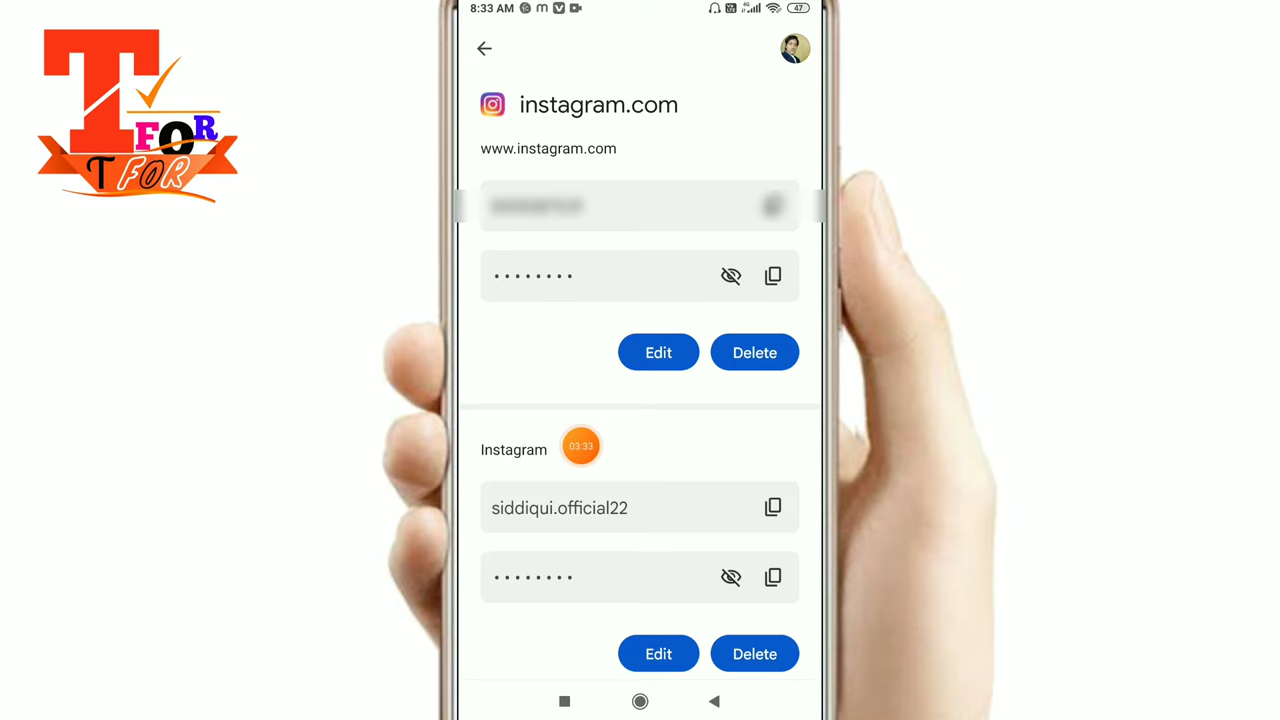 8:33 AM
4G
47
T
FOR
T FOR
instagram.com
www.instagram.com
••••••••
Edit
Delete
Instagram
03:33
siddiqui.official22
••••••••
Edit
Delete